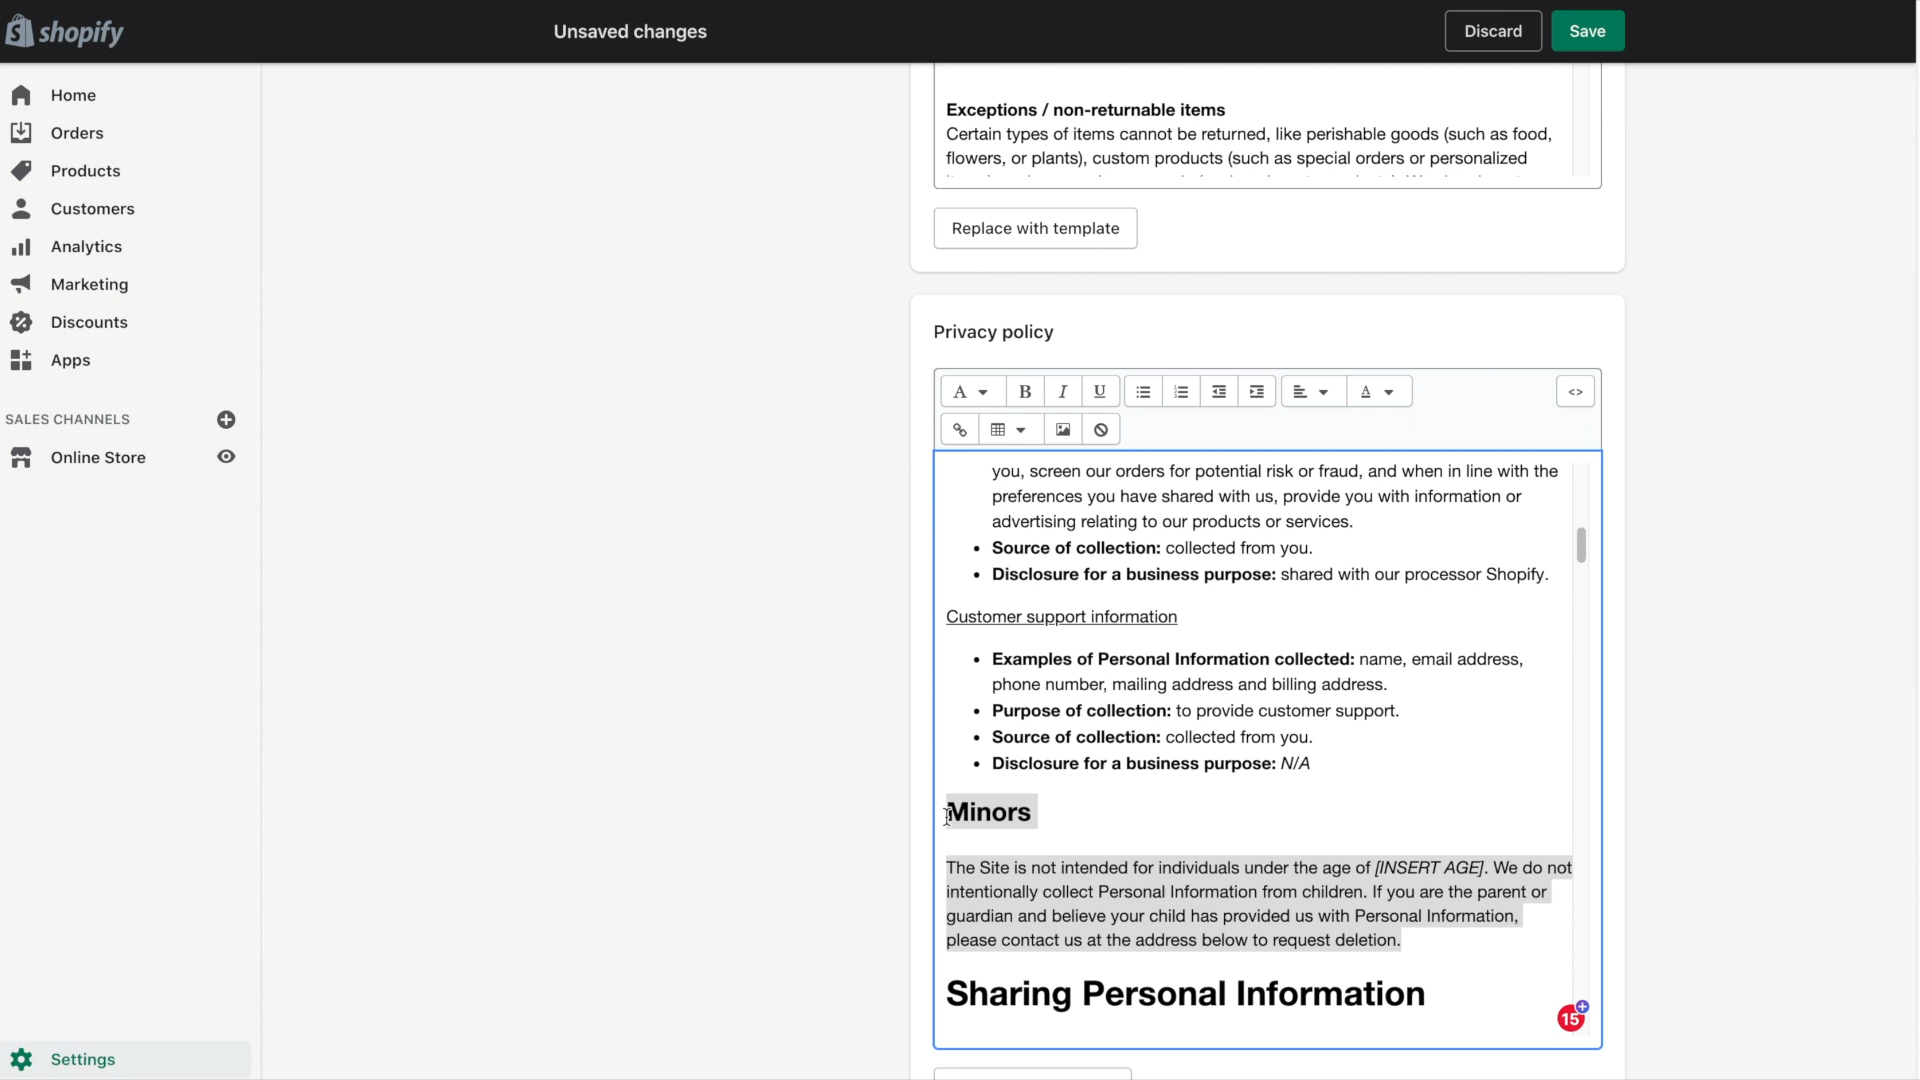 shopify
Unsaved changes
Discard
Save
Home
Orders
Products
Customers
Analytics
Marketing
Discounts
Apps
SALES CHANNELS
Online Store
Settings
Exceptions / non-returnable items
Certain types of items cannot be returned, like perishable goods (such as food,
flowers, or plants), custom products (such as special orders or personalized
Replace with template
Privacy policy
A
B
I
U
A
<>
you, screen our orders for potential risk or fraud, and when in line with the
preferences you have shared with us, provide you with information or
advertising relating to our products or services.
• Source of collection: collected from you.
• Disclosure for a business purpose: shared with our processor Shopify.
Customer support information
• Examples of Personal Information collected: name, email address,
phone number, mailing address and billing address.
• Purpose of collection: to provide customer support.
• Source of collection: collected from you.
• Disclosure for a business purpose: N/A
Minors
The Site is not intended for individuals under the age of [INSERT AGE]. We do not
intentionally collect Personal Information from children. If you are the parent or
guardian and believe your child has provided us with Personal Information,
please contact us at the address below to request deletion.
Sharing Personal Information
15